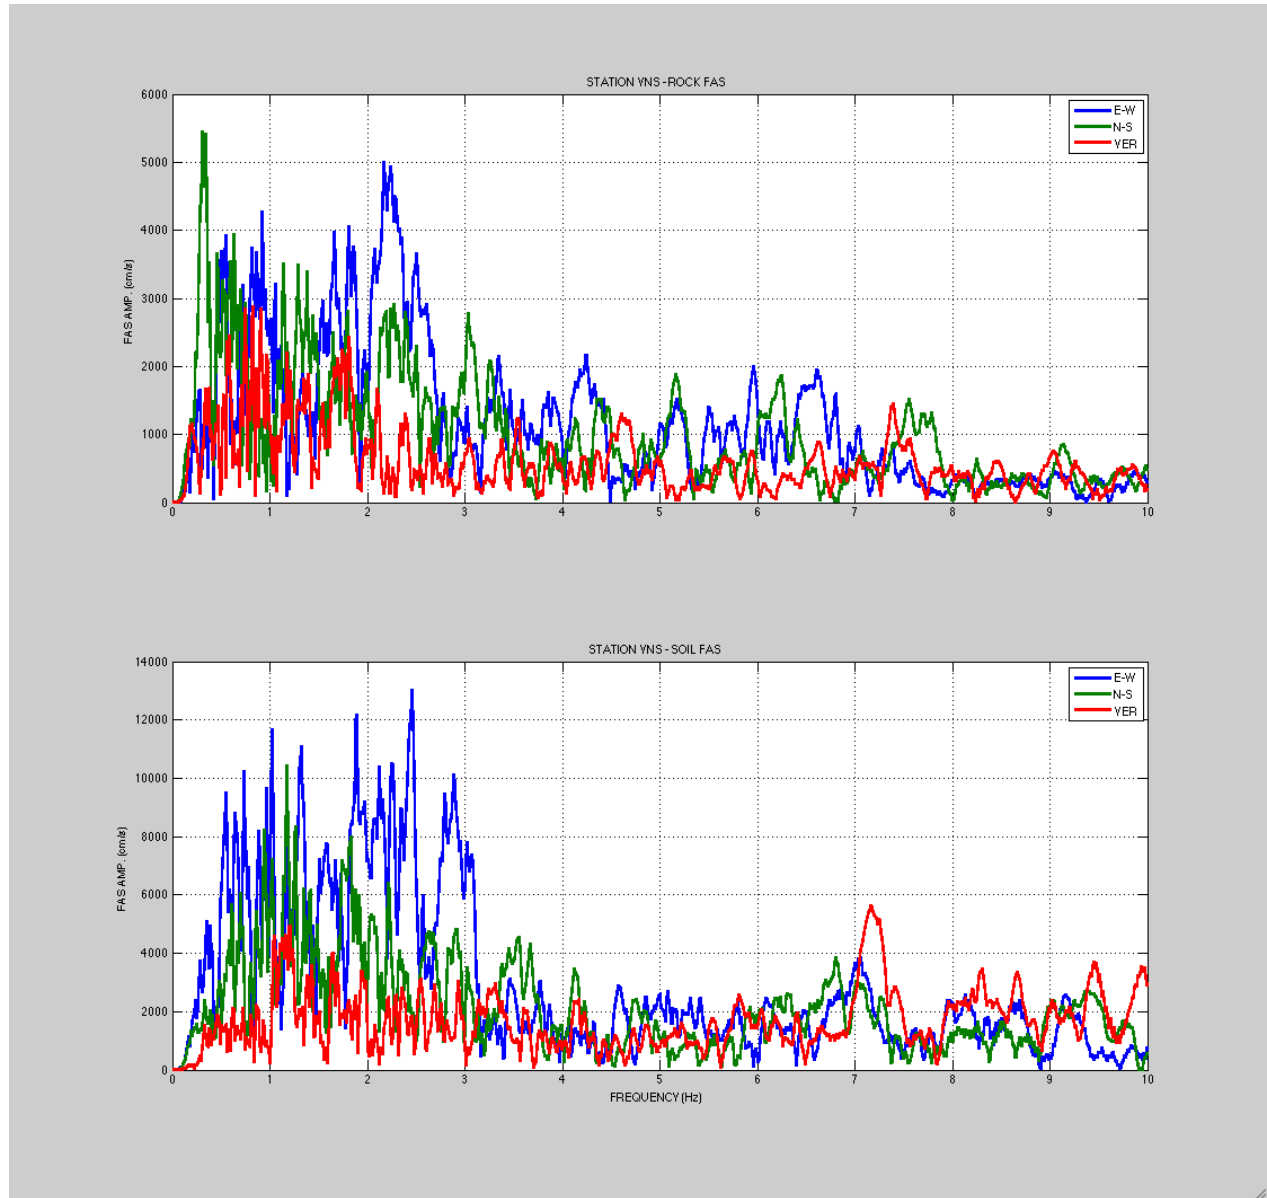 STATION VNS - ROCK FAS
6000
5000
4000
3000
2000
1000
0
FAS AMP. (cm/s)
E-W
N-S
VER
0 1 2 3 4 5 6 7 8 9 10
STATION VNS - SOIL FAS
14000
12000
10000
8000
6000
4000
2000
0
FAS AMP. (cm/s)
E-W
N-S
VER
0 1 2 3 4 5 6 7 8 9 10
FREQUENCY (Hz)